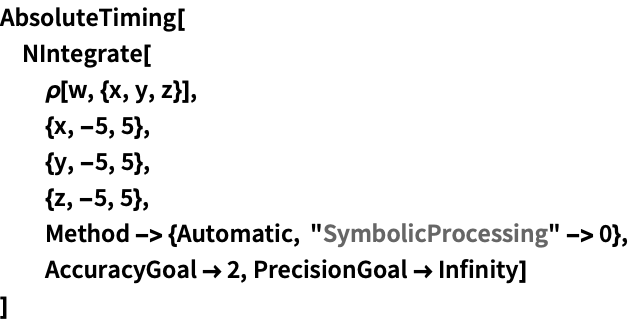 AbsoluteTiming[
NIntegrate[
ρ[w, {x, y, z}],
{x, -5, 5},
{y, -5, 5},
{z, -5, 5},
Method -> {Automatic, "SymbolicProcessing" -> 0},
AccuracyGoal → 2, PrecisionGoal → Infinity]
]